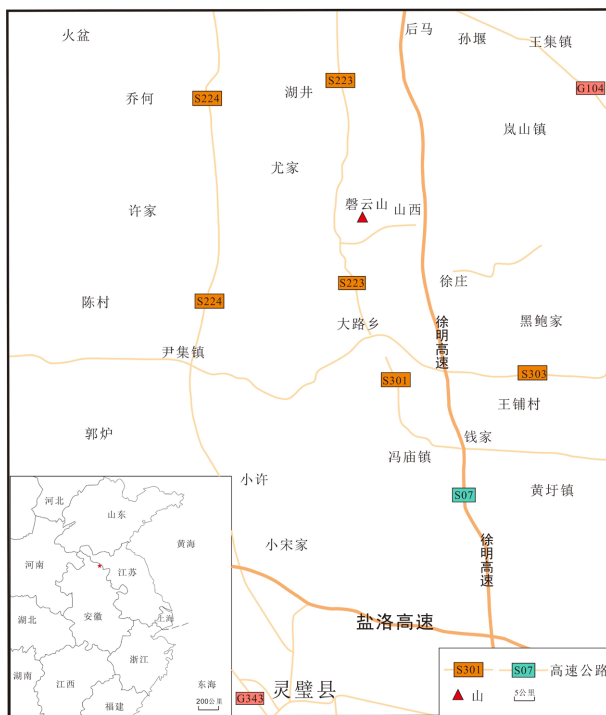 火盆
后马
孙堰
王集镇
S223
S224
乔何
湖井
G104
岚山镇
尤家
磬云山
山西
许家
徐庄
S223
陈村
S224
大路乡
黑鲍家
徐明高速
尹集镇
S301
S303
王铺村
郭炉
钱家
冯庙镇
小许
S07
黄圩镇
小宋家
徐明高速
盐洛高速
灵璧县
G343
河北
山东
黄海
河南
江苏
安徽
上海
湖北
浙江
湖南
江西
东海
福建
200公里
S301 S07 高速公路
山 5公里